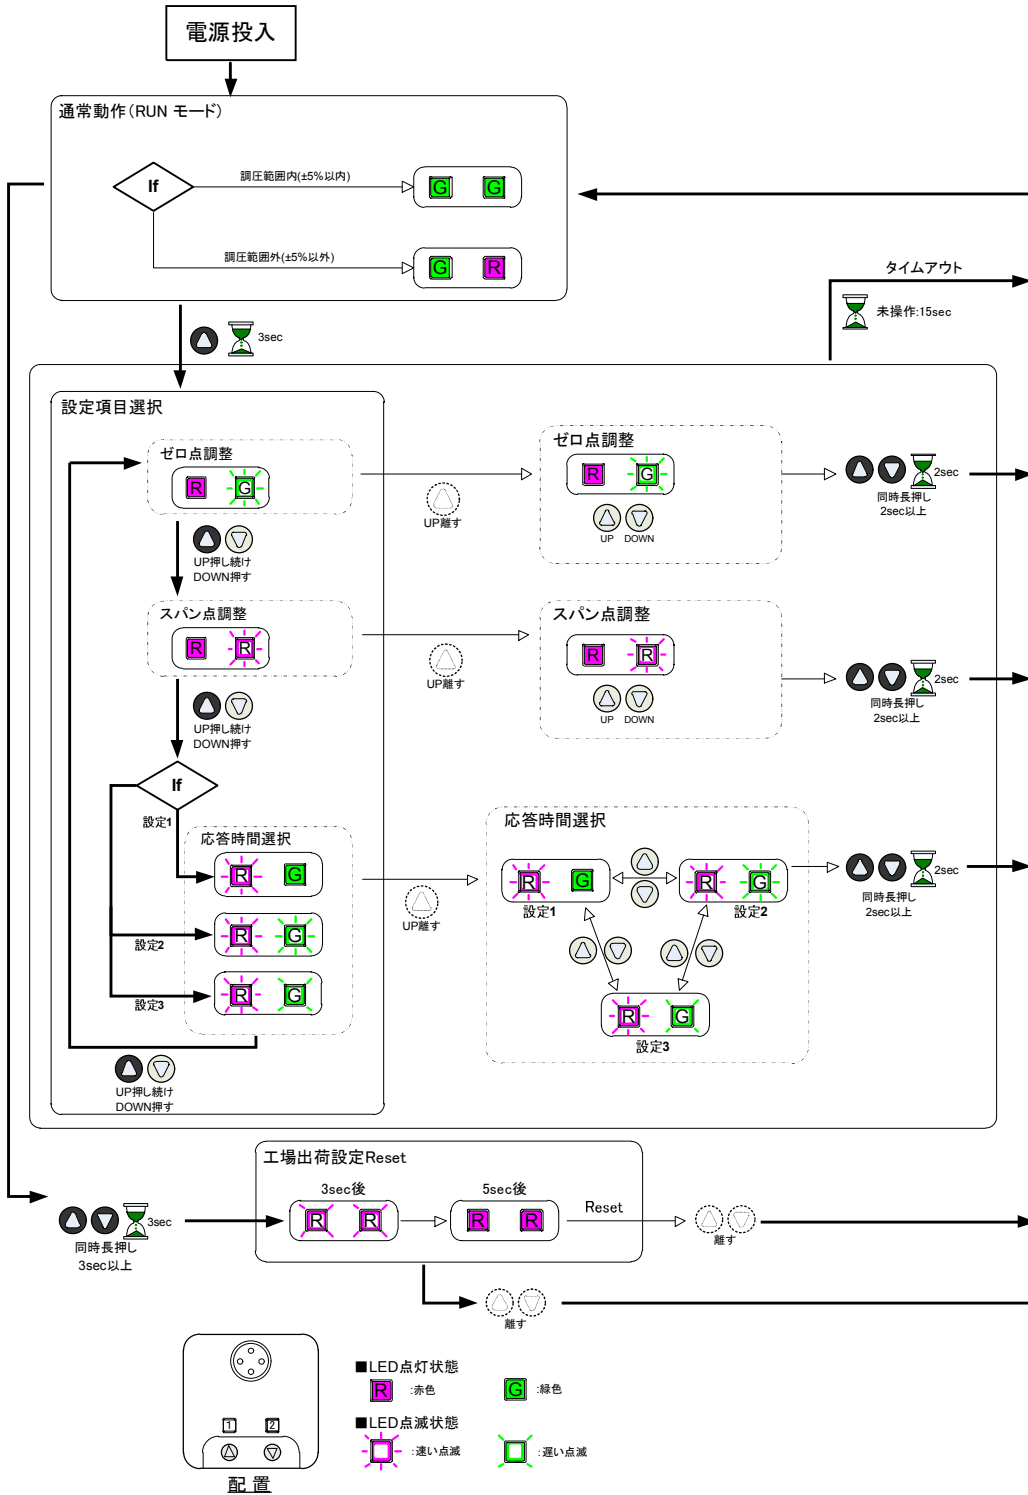 電源投入
通常動作（RUN モード）
If
調圧範囲内(±5%以内)
G G
調圧範囲外(±5%以外)
G R
タイムアウト
未操作:15sec
3sec
設定項目選択
ゼロ点調整
R G
UP離す
ゼロ点調整
R G
UP DOWN
2sec
同時長押し
2sec以上
UP押し続け
DOWN押す
スパン点調整
R R
UP離す
スパン点調整
R R
UP DOWN
2sec
同時長押し
2sec以上
UP押し続け
DOWN押す
If
設定1
応答時間選択
R G
設定2
R G
設定3
R G
UP離す
応答時間選択
R G
設定1
R G
設定2
R G
設定3
2sec
同時長押し
2sec以上
UP押し続け
DOWN押す
工場出荷設定Reset
3sec後
R R
5sec後
R R
Reset
離す
3sec
同時長押し
3sec以上
離す
1 2
配置
■LED点灯状態
R :赤色
G :緑色
■LED点滅状態
:速い点滅
:遅い点滅